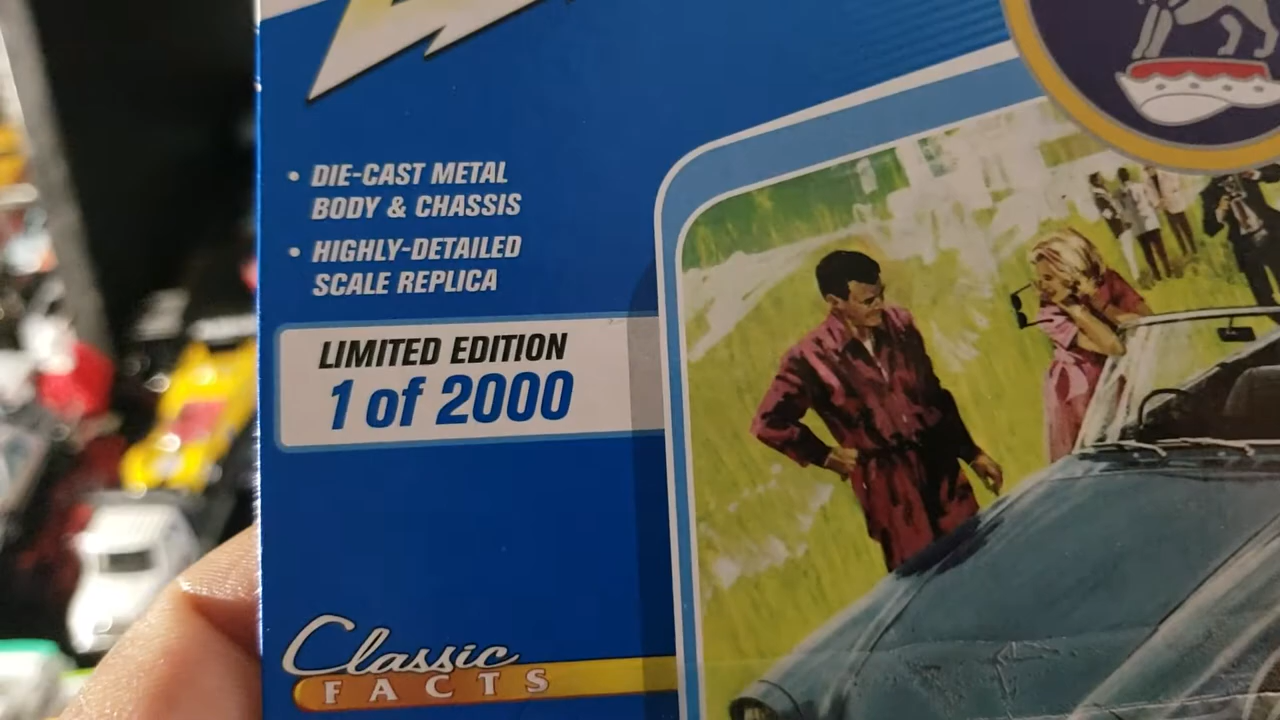 • DIE-CAST METAL
BODY & CHASSIS
• HIGHLY-DETAILED
SCALE REPLICA
LIMITED EDITION
1 of 2000
Classic
FACTS